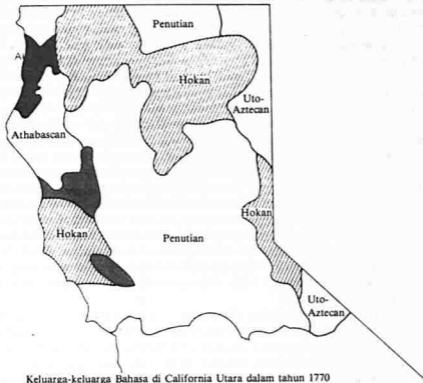 Penutian
Hokan
Uto-
Aztecan
Athabascan
Hokan
Hokan
Penutian
Uto-
Aztecan
Keluarga-keluarga Bahasa di California Utara dalam tahun 1770